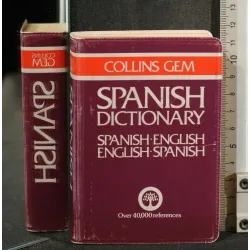 COLLINS
GEM
SPANISH
COLLINS GEM
SPANISH
DICTIONARY
SPANISH·ENGLISH
ENGLISH·SPANISH
Over 40,000 references